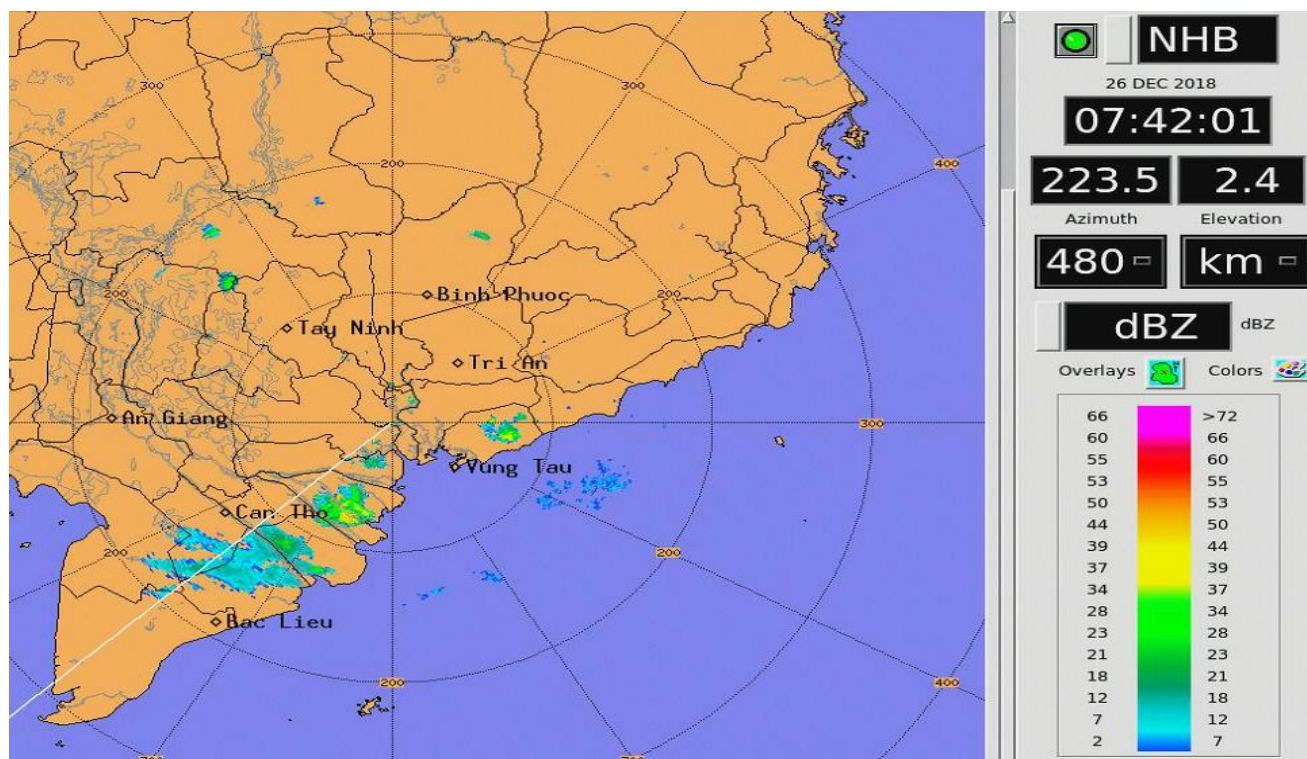 300
300
200
400
200
200
Binh Phuoc
Tay Ninh
Tri An
An Giang
300
Vung Tau
Can Tho
200
200
Bac Lieu
200
400
300
NHB
26 DEC 2018
07:42:01
223.5 2.4
Azimuth Elevation
480 km
dBZ dBZ
Overlays Colors
66 >72
60 66
55 60
53 55
50 53
44 50
39 44
37 39
34 37
28 34
23 28
21 23
18 21
12 18
7 12
2 7